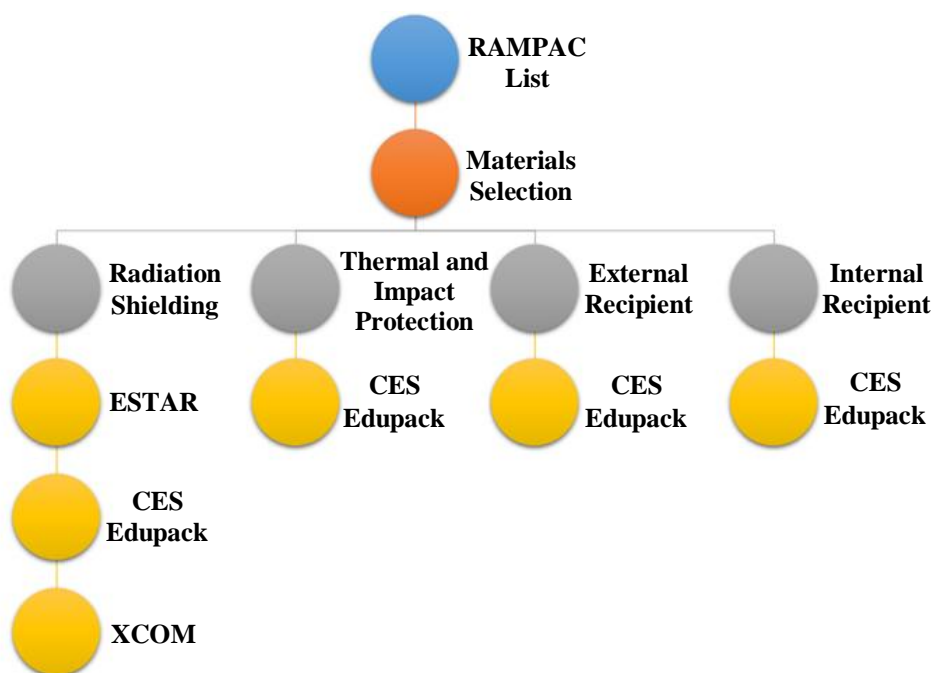 RAMPAC
List
Materials
Selection
Radiation
Shielding
Thermal and
Impact
Protection
External
Recipient
Internal
Recipient
ESTAR
CES
Edupack
CES
Edupack
CES
Edupack
CES
Edupack
XCOM